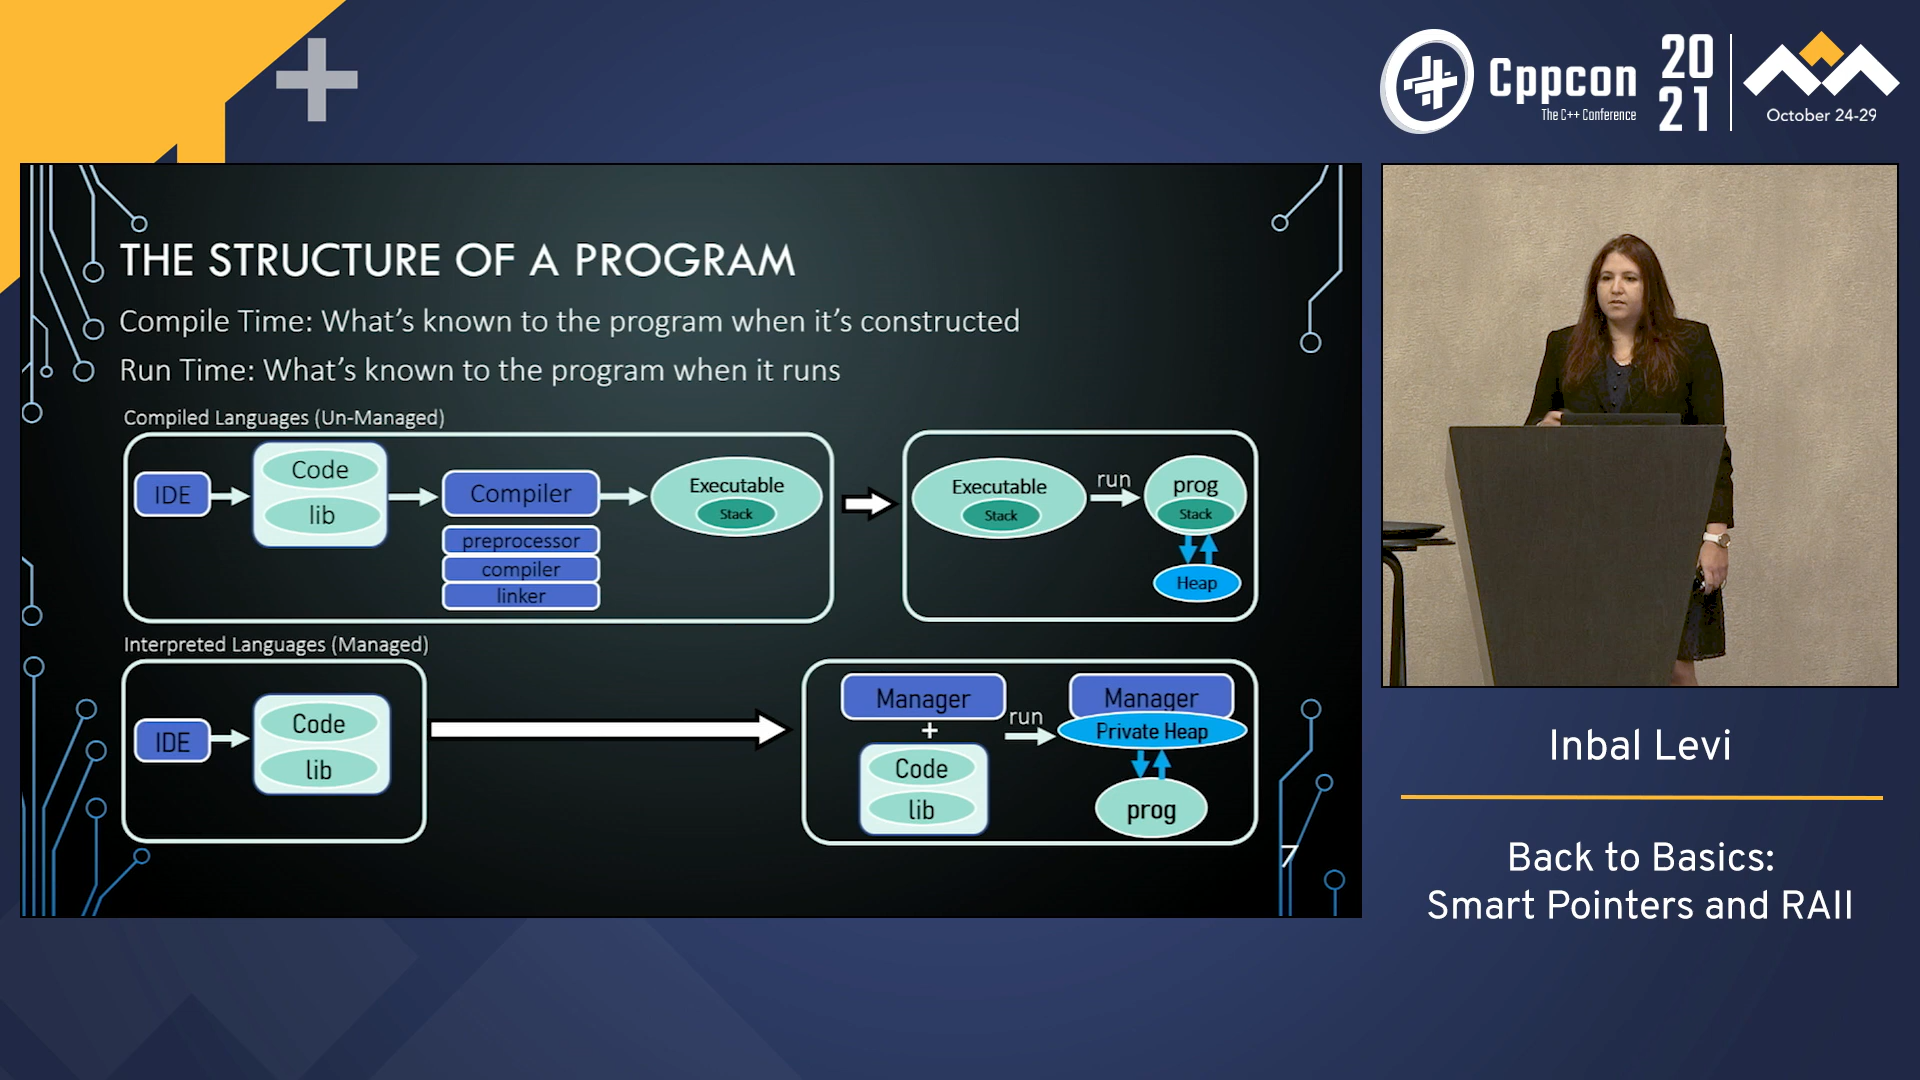 Cppcon
The C++ Conference
20
21
October 24-29
THE STRUCTURE OF A PROGRAM
Compile Time: What's known to the program when it's constructed
Run Time: What's known to the program when it runs
Compiled Languages (Un-Managed)
IDE
Code
lib
Compiler
preprocessor
compiler
linker
Executable
Stack
Executable
Stack
run
prog
Stack
Heap
Interpreted Languages (Managed)
IDE
Code
lib
Manager
+
Code
lib
run
Manager
Private Heap
prog
7
Inbal Levi
Back to Basics:
Smart Pointers and RAII